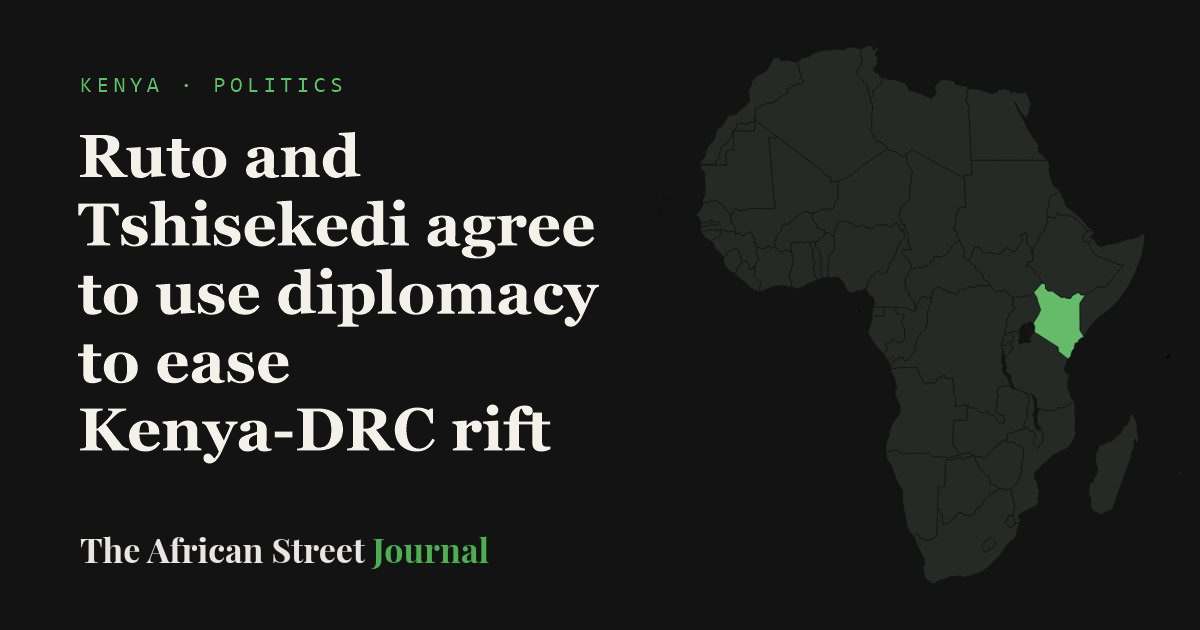 KENYA · POLITICS
Ruto and
Tshisekedi agree
to use diplomacy
to ease
Kenya-DRC rift
The African Street Journal